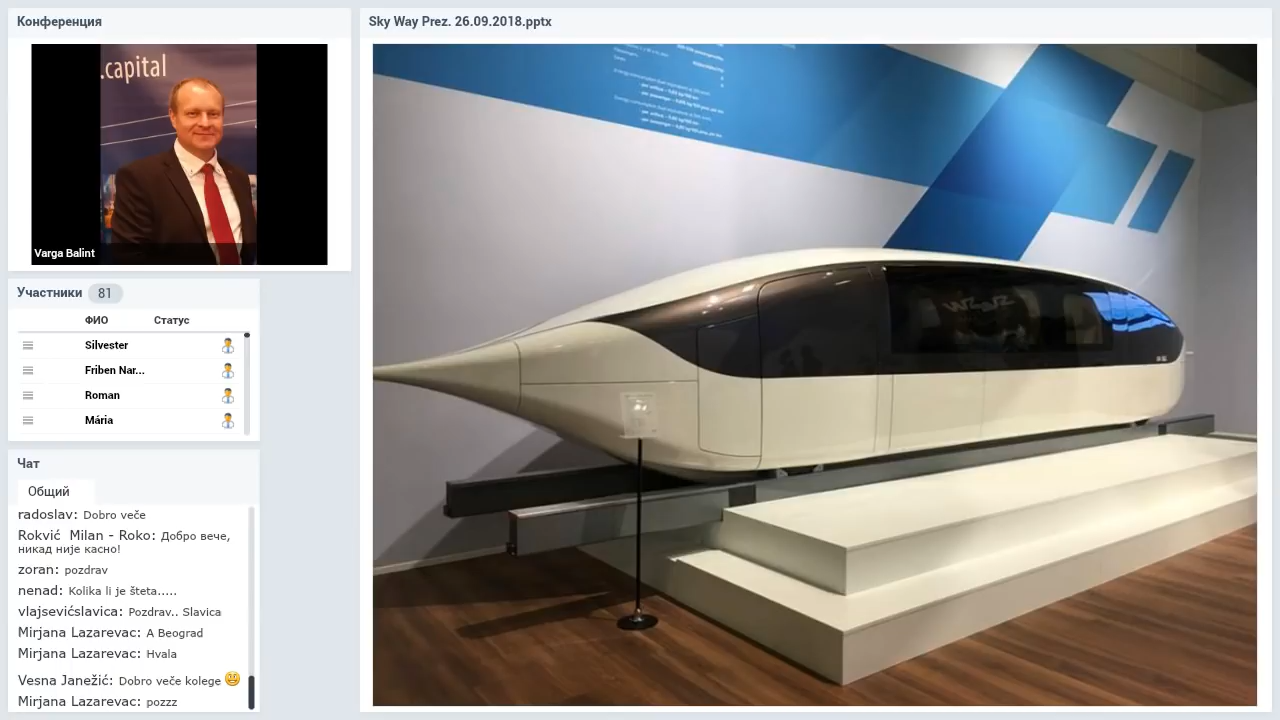 Конференция
.capital
Varga Balint
Участники 81
ФИО Статус
Silvester
Friben Nar...
Roman
Mária
Чат
Общий
radoslav: Dobro veče
Rokvić Milan - Roko: Добро вече,
никад није касно!
zoran: pozdrav
nenad: Kolika li je šteta.....
vlajsevićslavica: Pozdrav.. Slavica
Mirjana Lazarevac: A Beograd
Mirjana Lazarevac: Hvala
Vesna Janežić: Dobro veče kolege
Mirjana Lazarevac: pozzz
Sky Way Prez. 26.09.2018.pptx